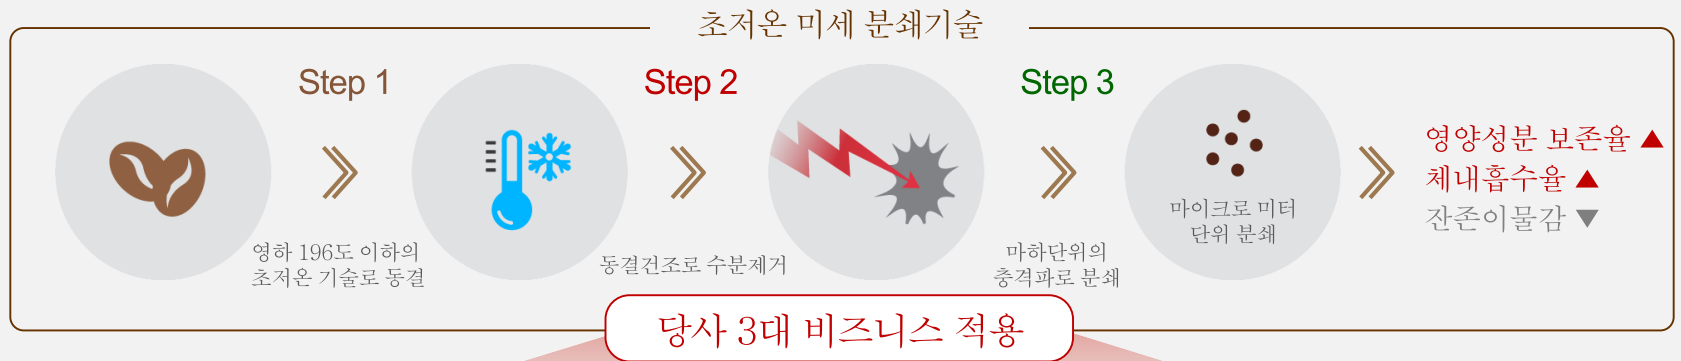 초저온 미세 분쇄기술
Step 1
영하 196도 이하의
초저온 기술로 동결
Step 2
동결건조로 수분제거
Step 3
마하단위의
충격파로 분쇄
마이크로 미터
단위 분쇄
영양성분 보존율 ▲
체내흡수율 ▲
잔존이물감 ▼
당사 3대 비즈니스 적용